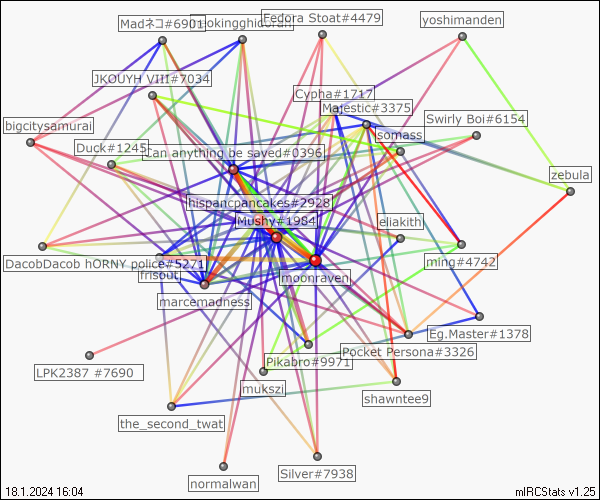 Madネコ#6901
Fedora Stoat#4479
yoshimanden
JKOUYH VIII#7034
Cypha#1717
Majestic#3375
Swirly Boi#6154
bigcitysamurai
Duck#1245
can anything be saved#0396
somass
zebula
hispancpancakes#2928
Mushy#1984
eliakith
DacobDacob hORNY police#5271
ming#4742
frisout
moonraven
marcemadness
Eg.Master#1378
Pocket Persona#3326
Pikabro#9971
LPK2387 #7690
mukszi
shawntee9
the_second_twat
Silver#7938
normalwan
18.1.2024 16:04
mIRCStats v1.25